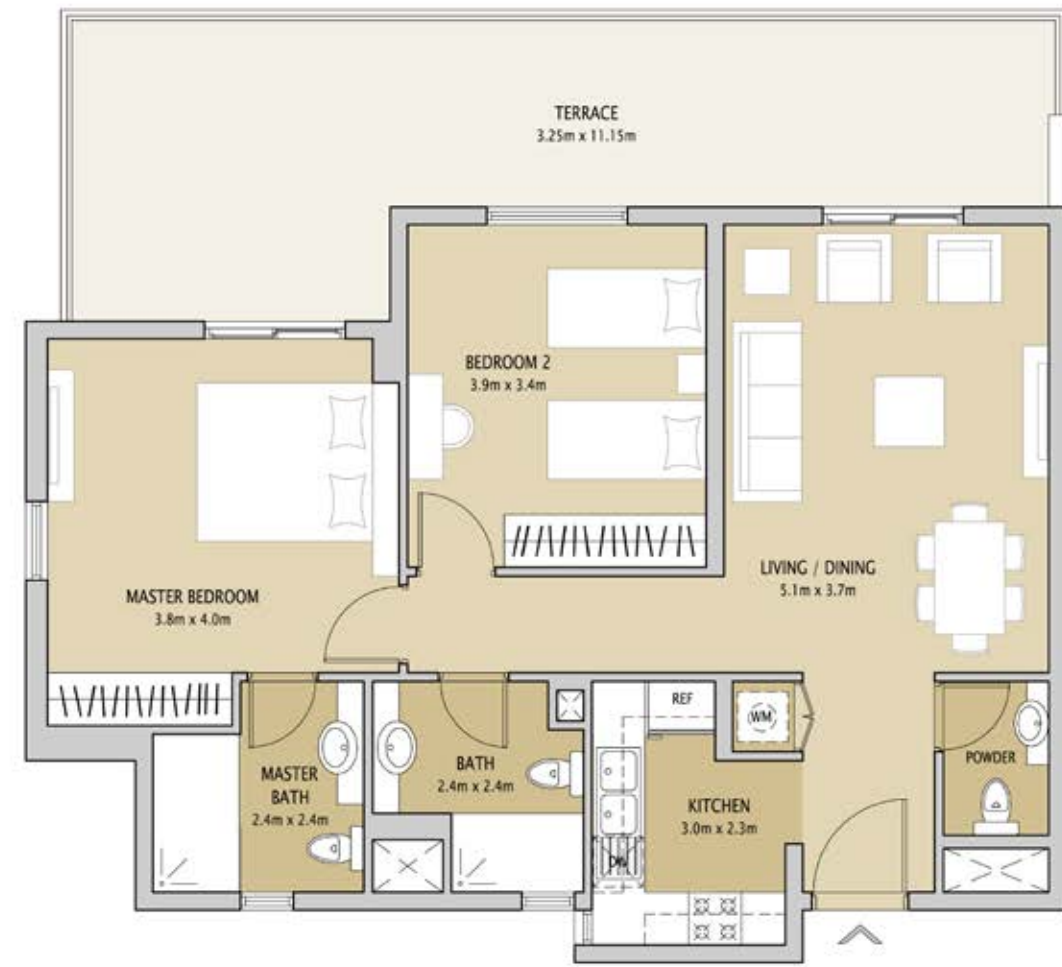 TERRACE
3.25m x 11.15m
BEDROOM 2
3.9m x 3.4m
LIVING / DINING
5.1m x 3.7m
MASTER BEDROOM
3.8m x 4.0m
REF
WM
POWDER
BATH
2.4m x 2.4m
MASTER
BATH
2.4m x 2.4m
KITCHEN
3.0m x 2.3m
DW